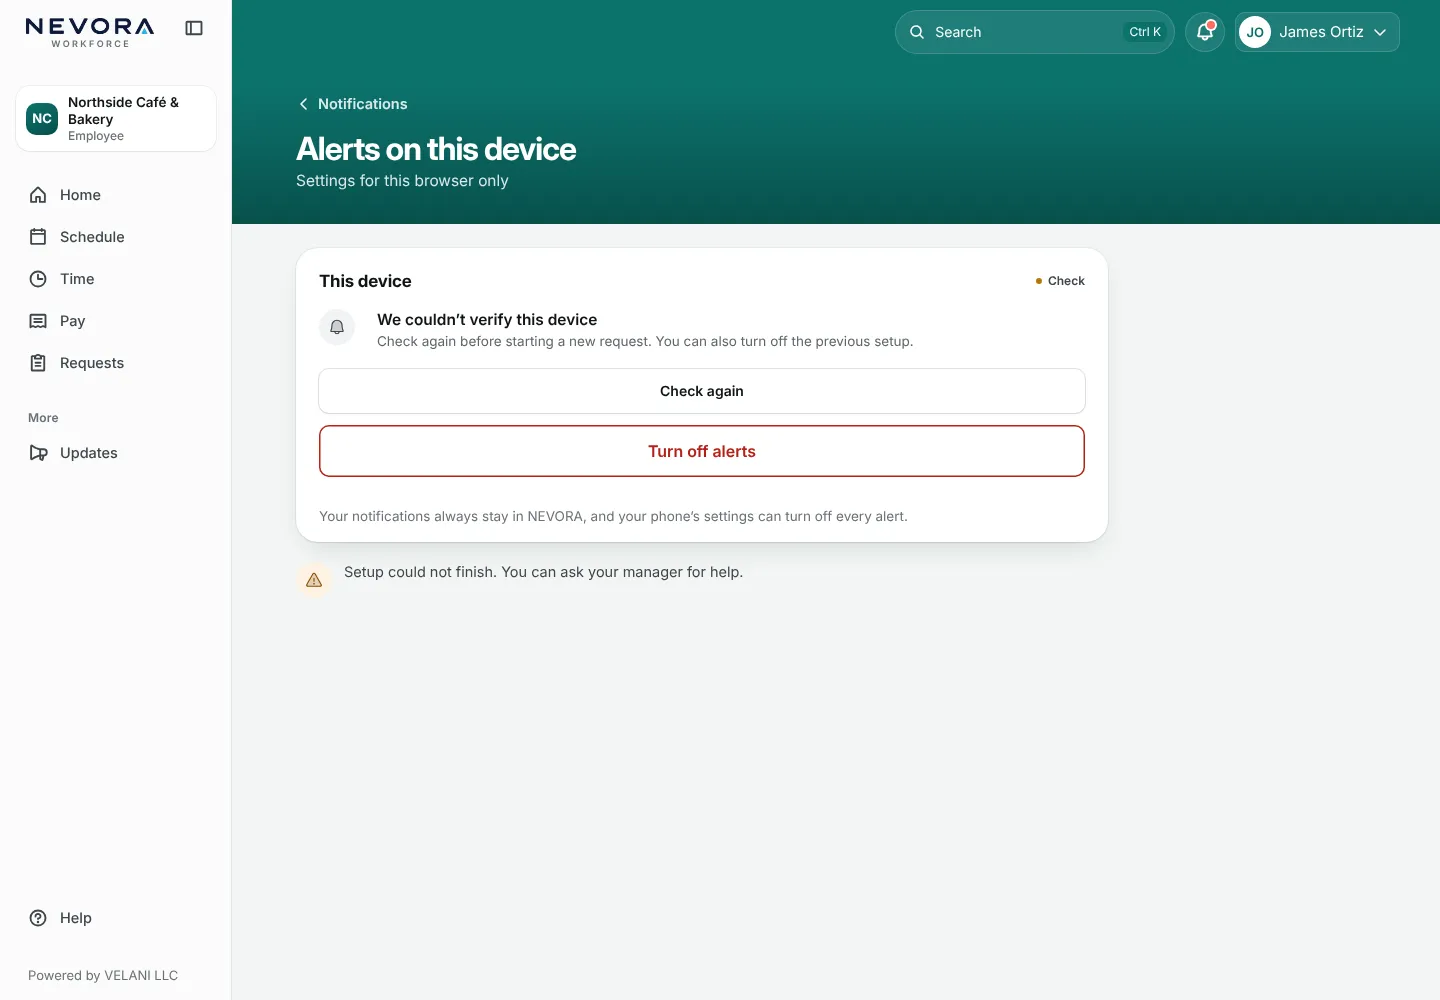 NEVORA
WORKFORCE
NC
Northside Café &
Bakery
Employee
Home
Schedule
Time
Pay
Requests
More
Updates
Help
Powered by VELANI LLC
Search
Ctrl K
JO
James Ortiz
Notifications
Alerts on this device
Settings for this browser only
This device
Check
We couldn’t verify this device
Check again before starting a new request. You can also turn off the previous setup.
Check again
Turn off alerts
Your notifications always stay in NEVORA, and your phone’s settings can turn off every alert.
Setup could not finish. You can ask your manager for help.